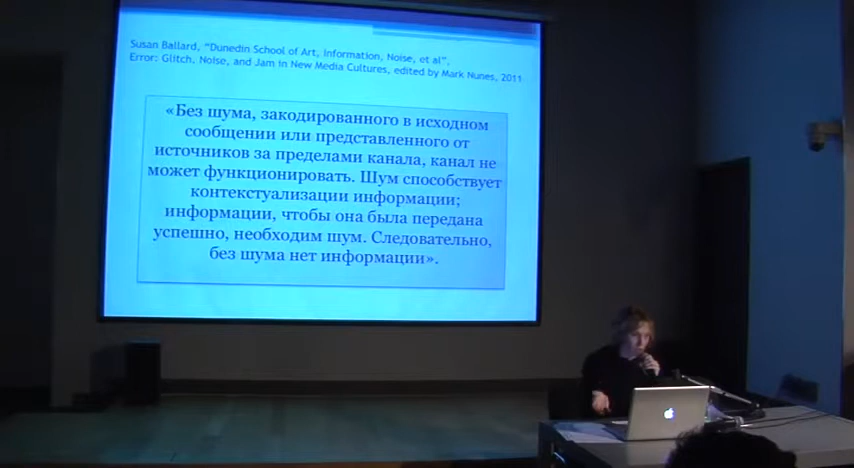 Susan Ballard, "Dunedin School of Art, Information, Noise, et al".
Error: Glitch, Noise, and Jam in New Media Cultures, edited by Mark Nunes, 2011
«Без шума, закодированного в исходном
сообщении или представленного от
источников за пределами канала, канал не
может функционировать. Шум способствует
контекстуализации информации;
информации, чтобы она была передана
успешно, необходим шум. Следовательно,
без шума нет информации».